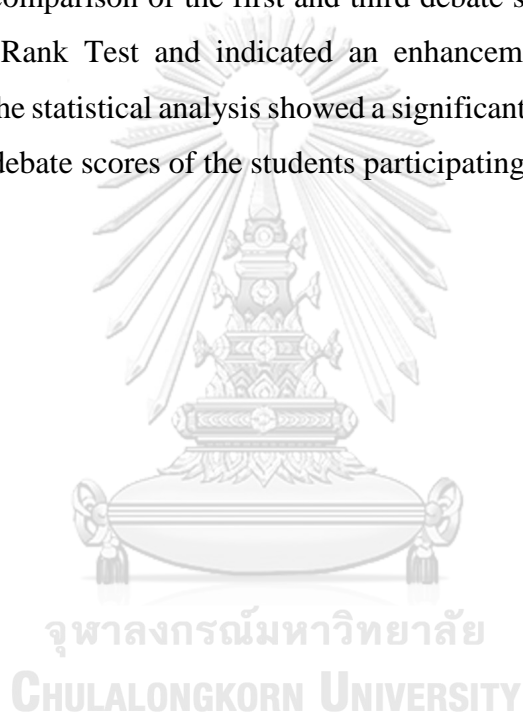 comparison of the first and third debate s
Rank Test and indicated an enhancem
he statistical analysis showed a significant
debate scores of the students participating
จุฬาลงกรณ์มหาวิทยาลัย
CHULALONGKORN UNIVERSITY